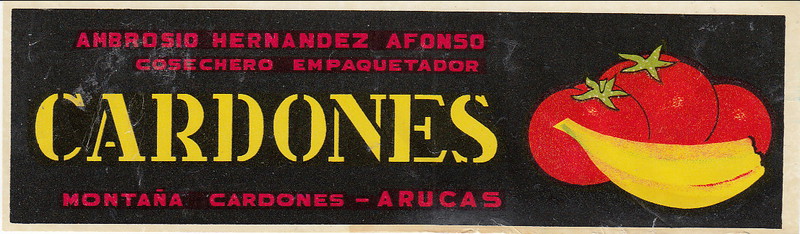 AMBROSIO HERNANDEZ AFONSO
COSECHERO EMPAQUETADOR
CARDONES
MONTAÑA CARDONES - ARUCAS